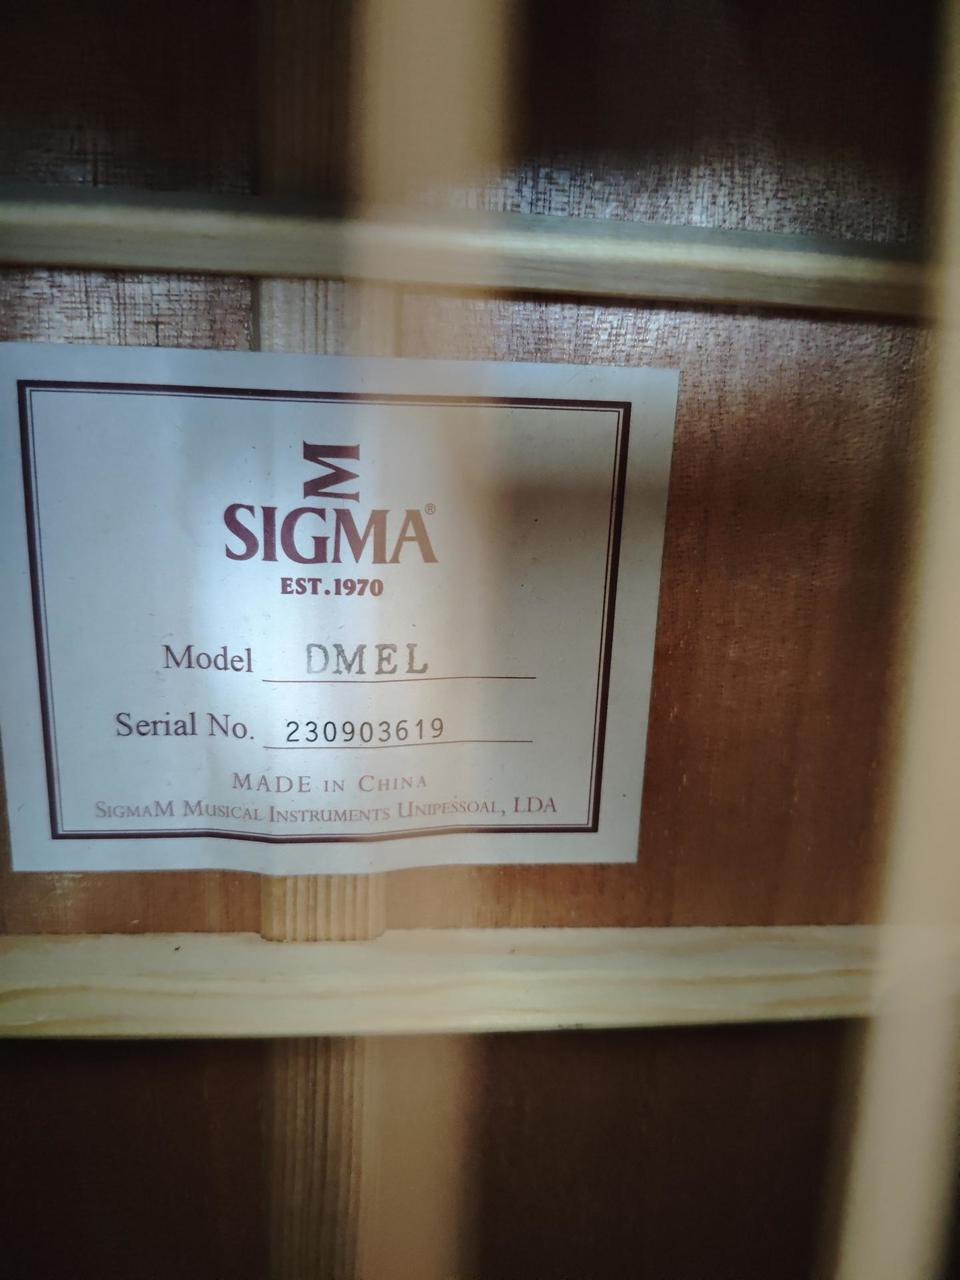 SIGMA®
EST.1970
Model DMEL
Serial No. 230903619
MADE IN CHINA
SIGMAM MUSICAL INSTRUMENTS UNIPESSOAL, LDA